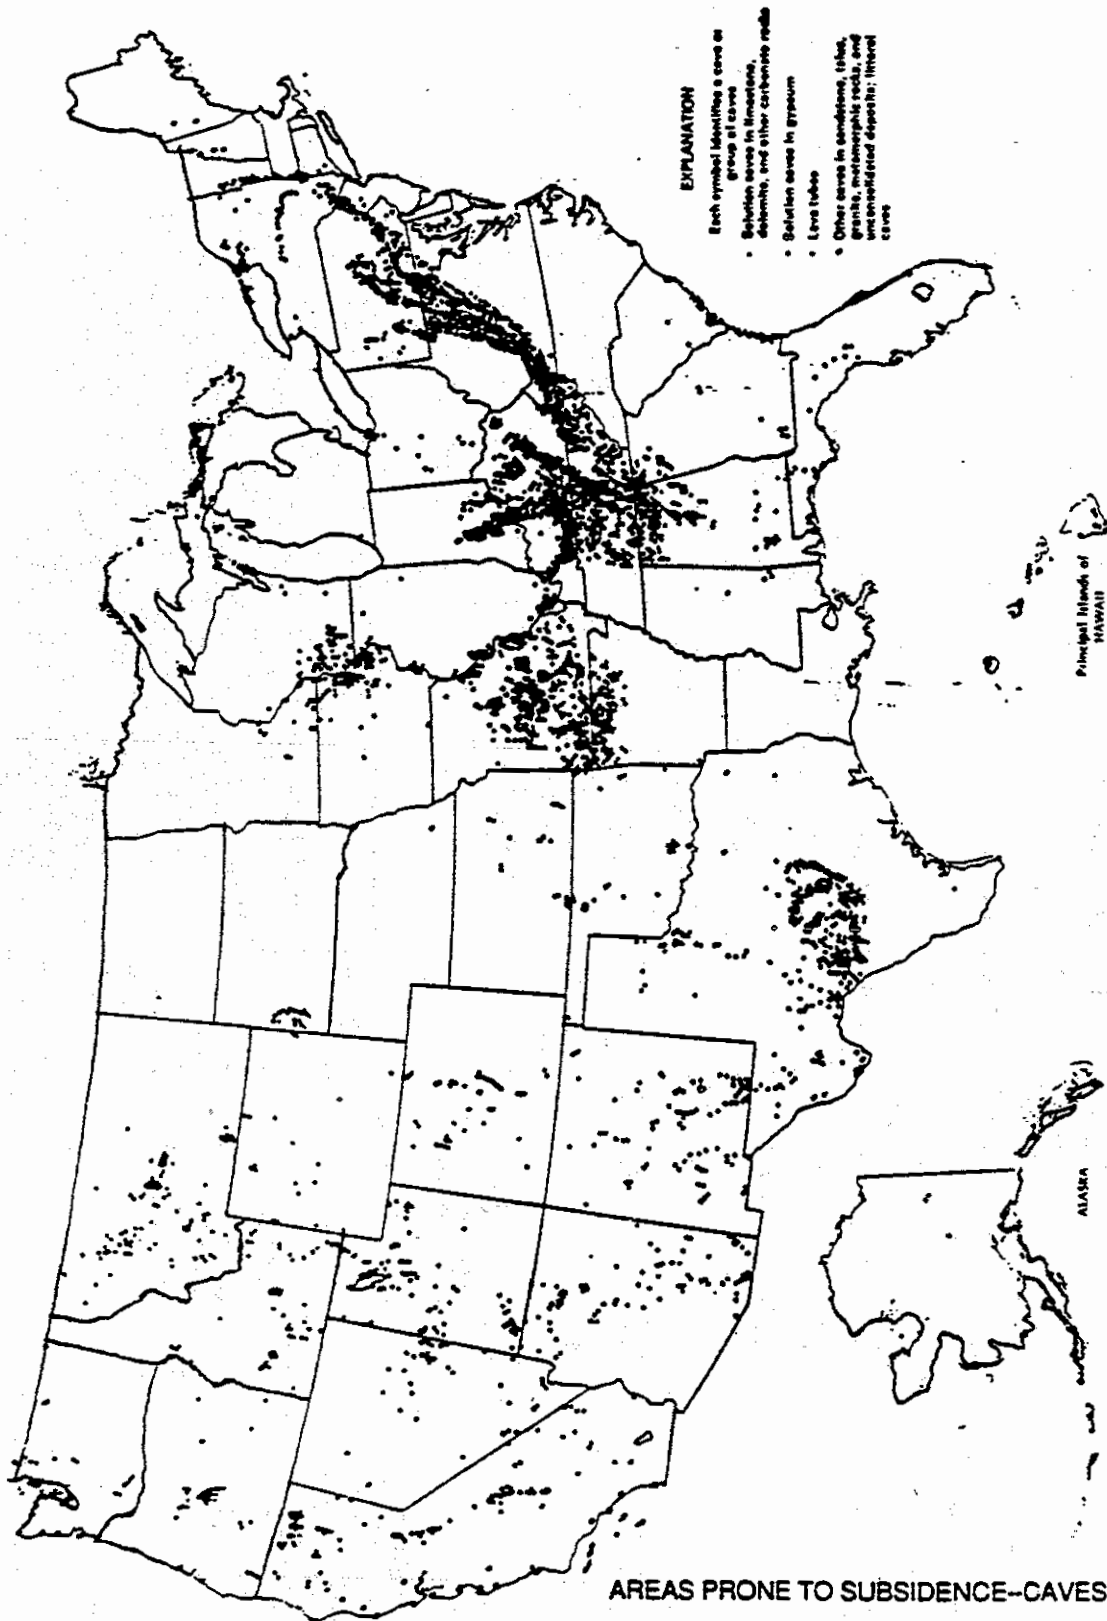 EXPLANATION
Each symbol identifies a cave or
group of caves
Solution caves in limestone,
dolomite, and other carbonate rocks
Solution caves in gypsum
Lava tubes
Other caves in sandstone, talus,
granite, metamorphic rocks, and
unconsolidated deposits; littoral
caves
Principal Islands of
HAWAII
ALASKA
AREAS PRONE TO SUBSIDENCE--CAVES